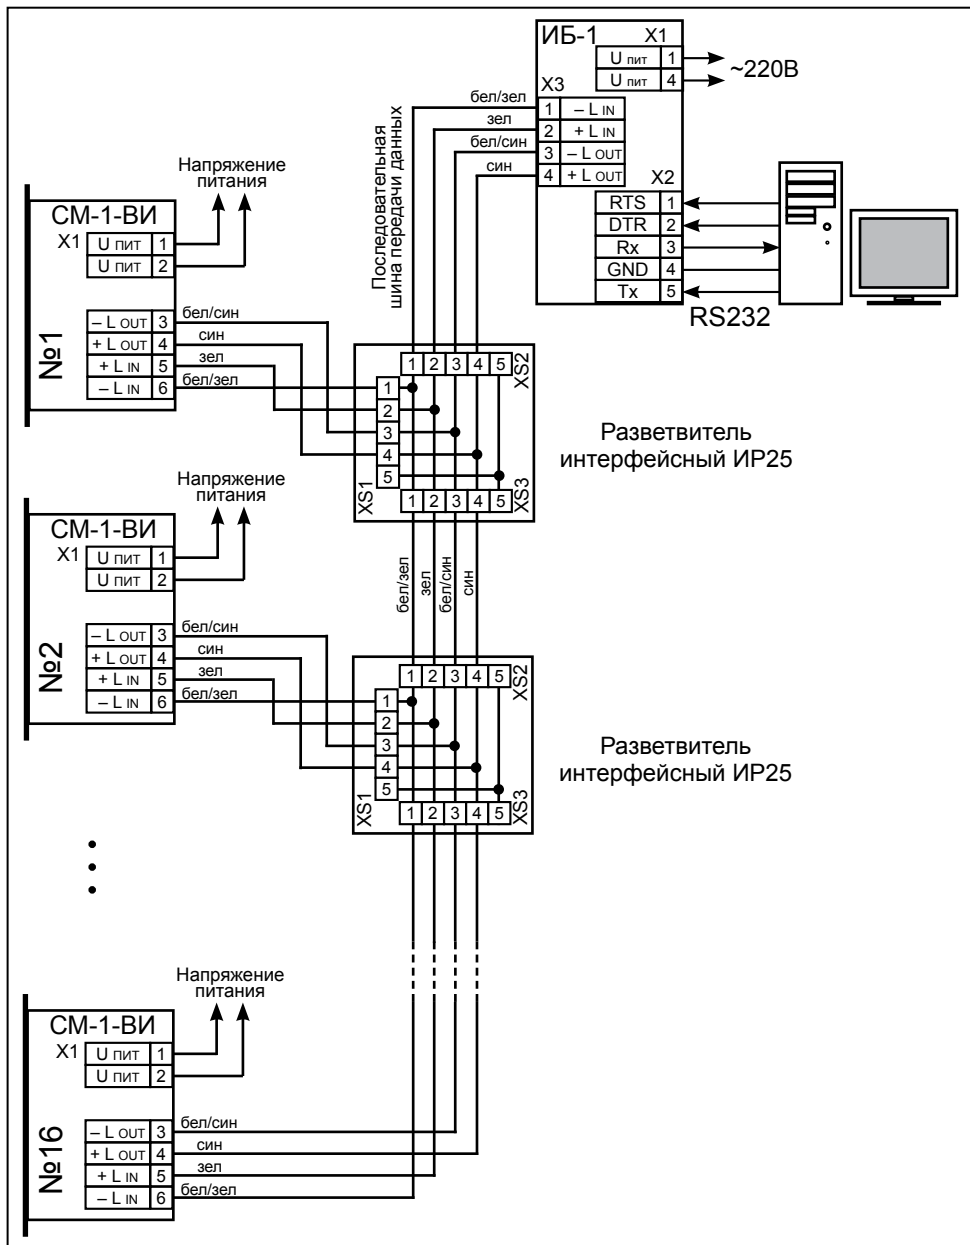 ИБ-1 X1
U пит 1
U пит 4
~220В
X3
1 – L IN
2 + L IN
3 – L OUT
4 + L OUT
бел/зел
зел
бел/син
син
X2
RTS 1
DTR 2
Rx 3
GND 4
Tx 5
RS232
Последовательная
шина передачи данных
Напряжение
питания
СМ-1-ВИ
X1 U пит 1
U пит 2
№1
– L OUT 3
+ L OUT 4
+ L IN 5
– L IN 6
бел/син
син
зел
бел/зел
1 2 3 4 5 XS2
1
2
3
4
5
XS1
1 2 3 4 5 XS3
Разветвитель
интерфейсный ИР25
бел/зел
зел
бел/син
син
Напряжение
питания
СМ-1-ВИ
X1 U пит 1
U пит 2
№2
– L OUT 3
+ L OUT 4
+ L IN 5
– L IN 6
бел/син
син
зел
бел/зел
1 2 3 4 5 XS2
1
2
3
4
5
XS1
1 2 3 4 5 XS3
Разветвитель
интерфейсный ИР25
Напряжение
питания
СМ-1-ВИ
X1 U пит 1
U пит 2
№16
– L OUT 3
+ L OUT 4
+ L IN 5
– L IN 6
бел/син
син
зел
бел/зел